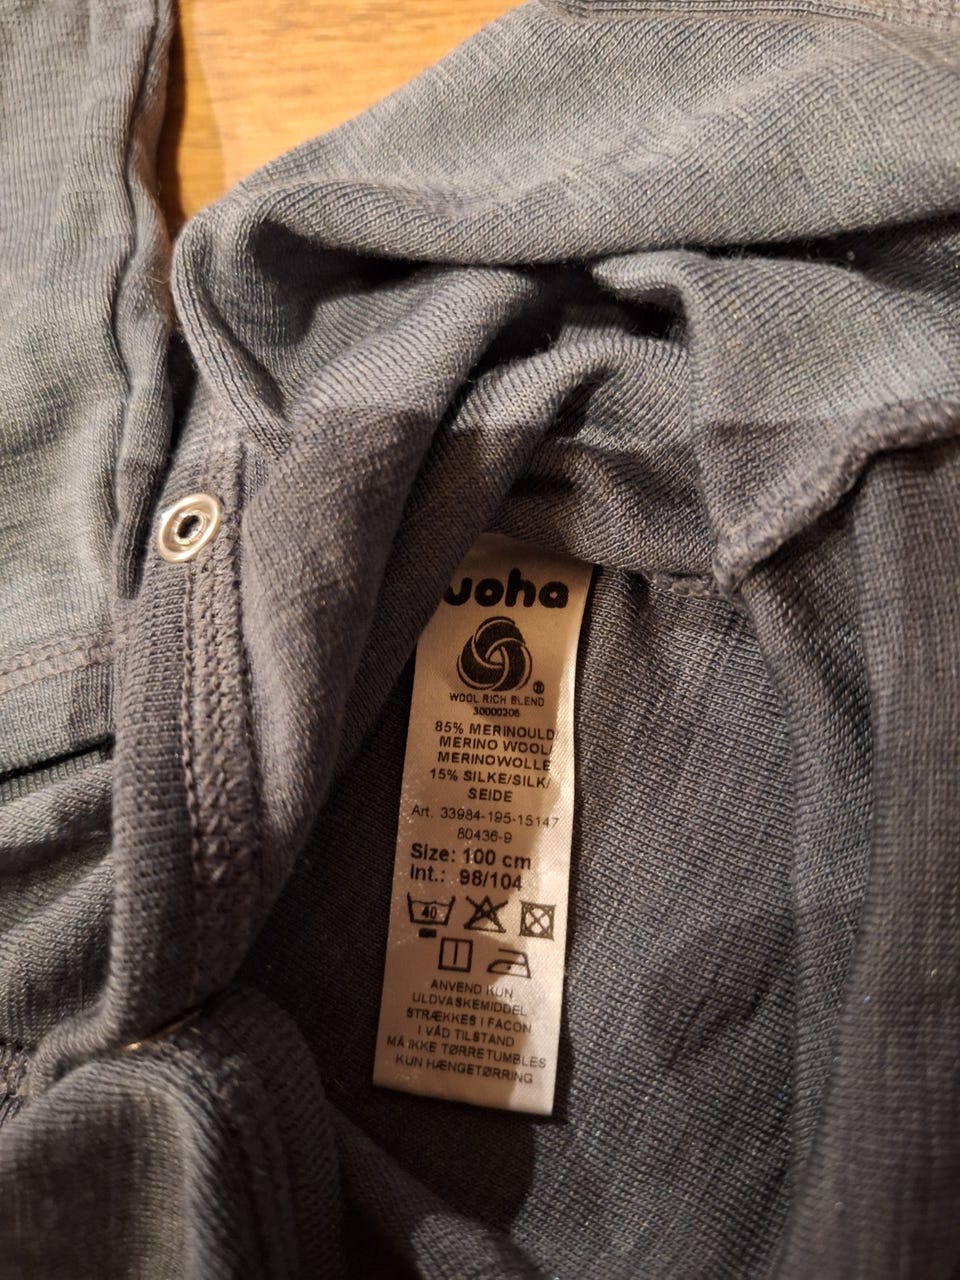 Joha
WOOL RICH BLEND
30000206
85% MERINOULD/
MERINO WOOL/
MERINOWOLLE
15% SILKE/SILK/
SEIDE
Art. 33984-195-15147
80436-9
Size: 100 cm
Int.: 98/104
40
ANVEND KUN
ULDVASKEMIDDEL
STRÆKKES I FACON
I VÅD TILSTAND
MÅ IKKE TØRRETUMBLES
KUN HÆNGETØRRING